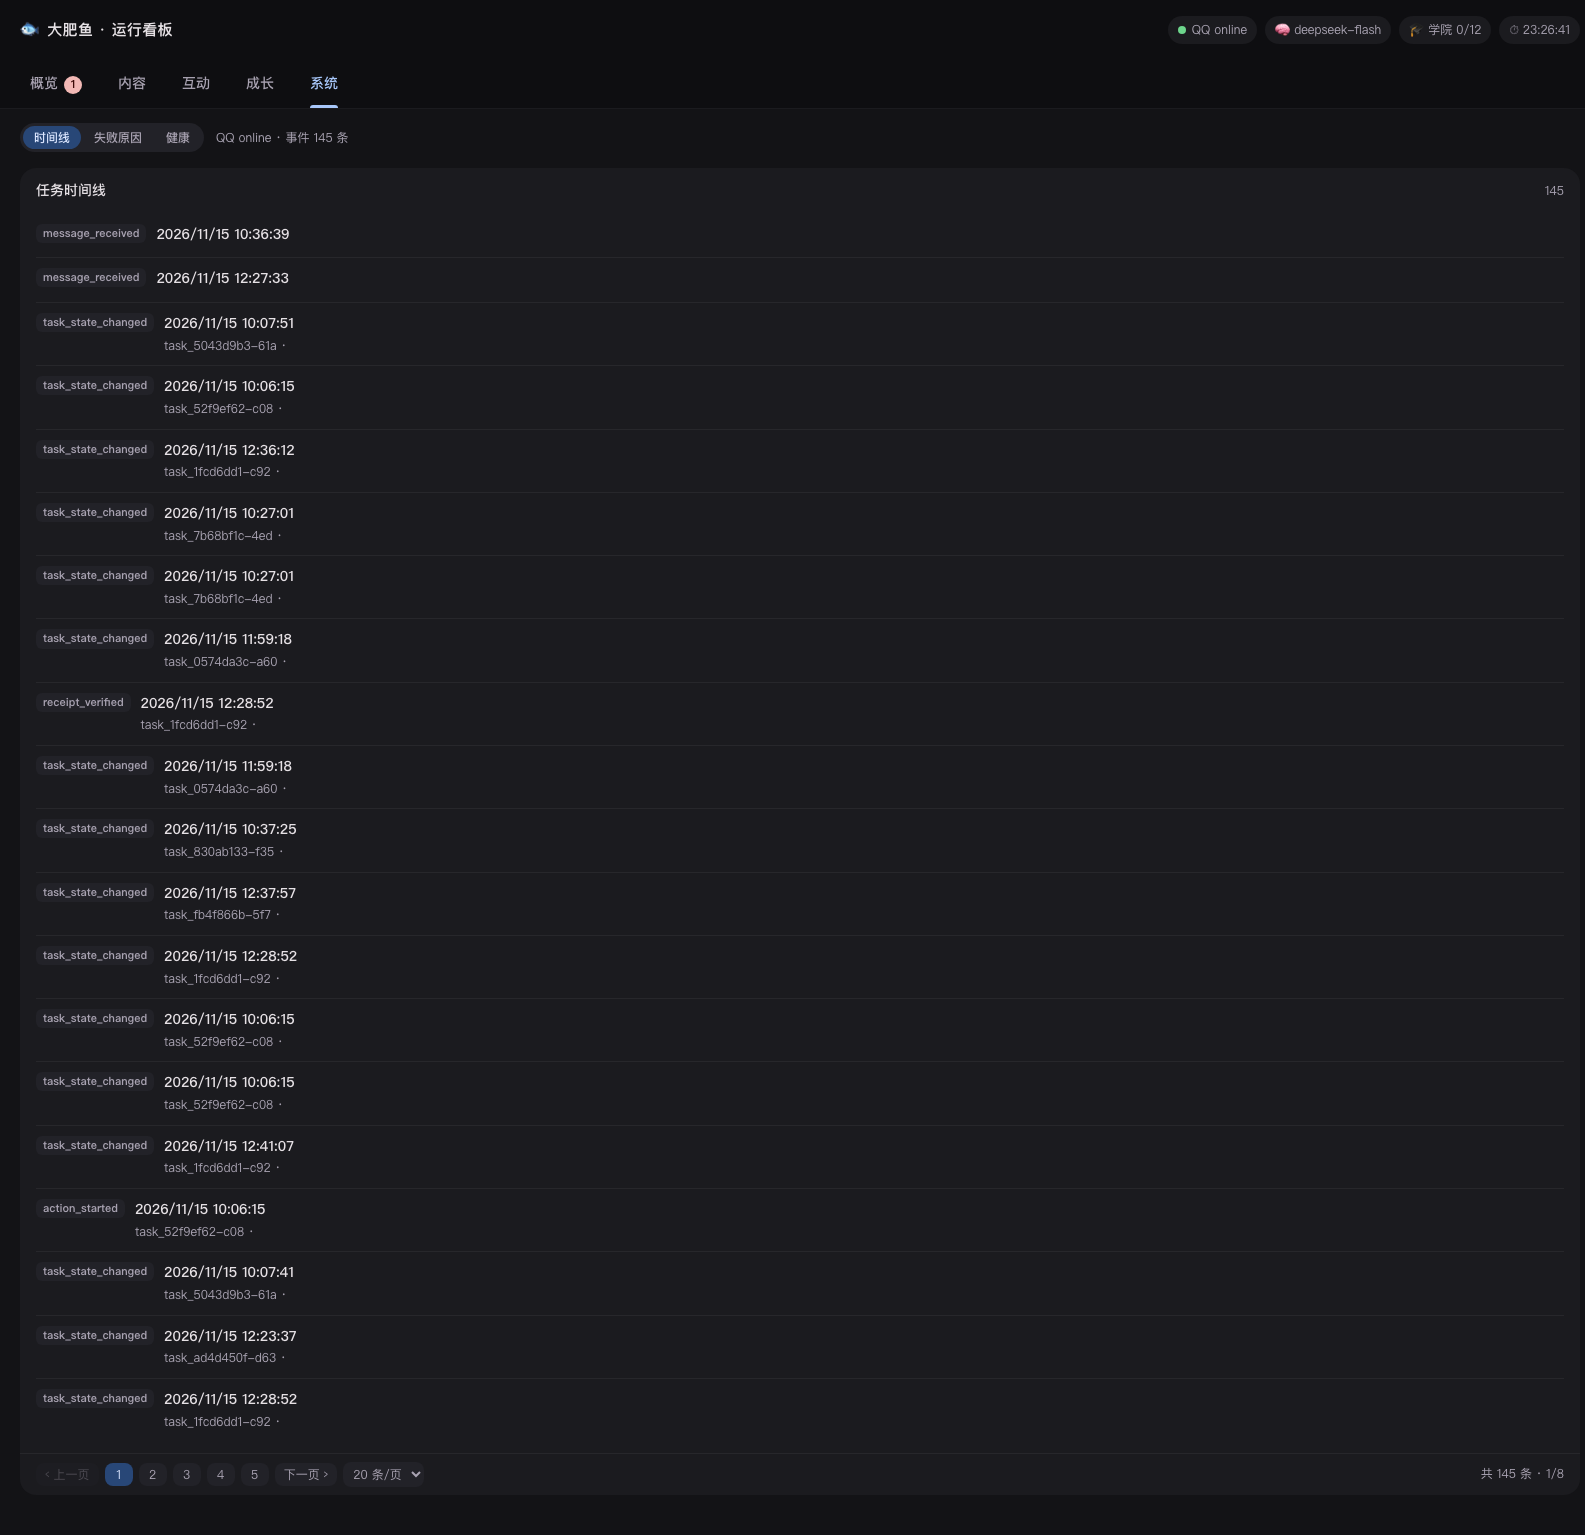 大肥鱼 · 运行看板
QQ online
deepseek-flash
学院 0/12
23:26:41
概览 1
内容
互动
成长
系统
时间线
失败原因
健康
QQ online · 事件 145 条
任务时间线
145
message_received 2026/11/15 10:36:39
message_received 2026/11/15 12:27:33
task_state_changed 2026/11/15 10:07:51
task_5043d9b3-61a ·
task_state_changed 2026/11/15 10:06:15
task_52f9ef62-c08 ·
task_state_changed 2026/11/15 12:36:12
task_1fcd6dd1-c92 ·
task_state_changed 2026/11/15 10:27:01
task_7b68bf1c-4ed ·
task_state_changed 2026/11/15 10:27:01
task_7b68bf1c-4ed ·
task_state_changed 2026/11/15 11:59:18
task_0574da3c-a60 ·
receipt_verified 2026/11/15 12:28:52
task_1fcd6dd1-c92 ·
task_state_changed 2026/11/15 11:59:18
task_0574da3c-a60 ·
task_state_changed 2026/11/15 10:37:25
task_830ab133-f35 ·
task_state_changed 2026/11/15 12:37:57
task_fb4f866b-5f7 ·
task_state_changed 2026/11/15 12:28:52
task_1fcd6dd1-c92 ·
task_state_changed 2026/11/15 10:06:15
task_52f9ef62-c08 ·
task_state_changed 2026/11/15 10:06:15
task_52f9ef62-c08 ·
task_state_changed 2026/11/15 12:41:07
task_1fcd6dd1-c92 ·
action_started 2026/11/15 10:06:15
task_52f9ef62-c08 ·
task_state_changed 2026/11/15 10:07:41
task_5043d9b3-61a ·
task_state_changed 2026/11/15 12:23:37
task_ad4d450f-d63 ·
task_state_changed 2026/11/15 12:28:52
task_1fcd6dd1-c92 ·
‹ 上一页
1
2
3
4
5
下一页 ›
20 条/页
共 145 条 · 1/8